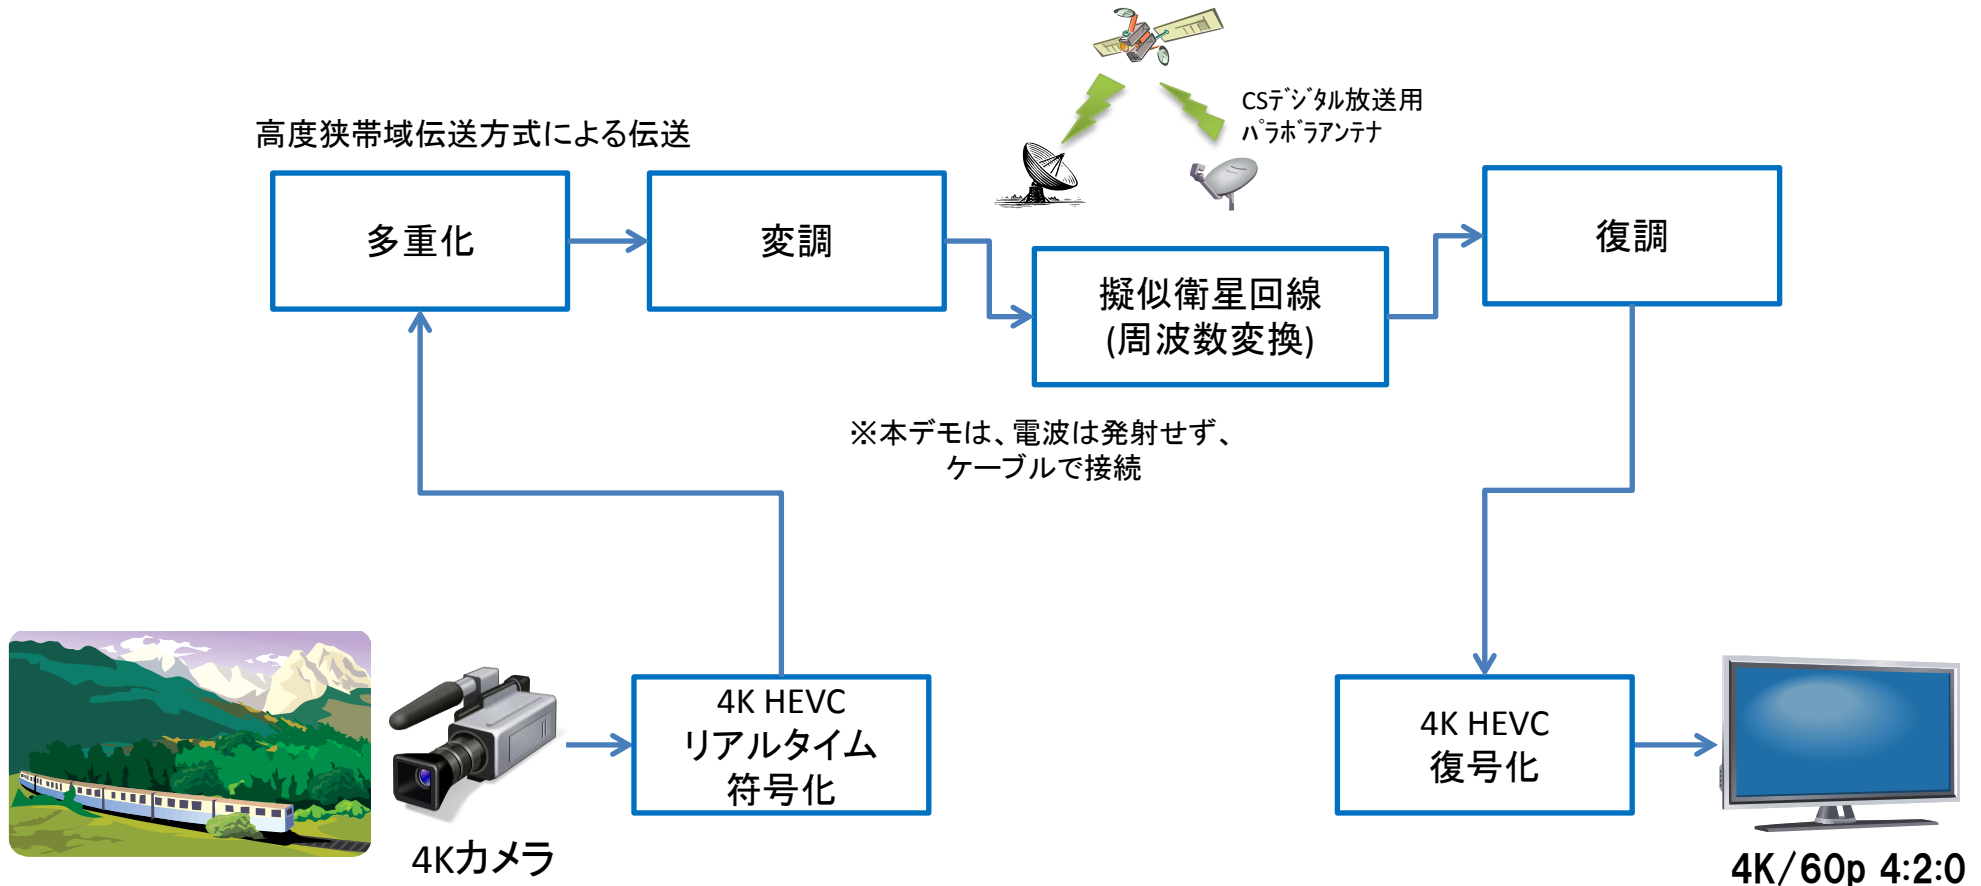 CSﾃﾞｼﾞﾀﾙ放送用
ﾊﾟﾗﾎﾞﾗｱﾝﾃﾅ
高度狭帯域伝送方式による伝送
多重化
変調
擬似衛星回線
(周波数変換)
復調
※本デモは、電波は発射せず、
ケーブルで接続
4K HEVC
リアルタイム
符号化
4K HEVC
復号化
4Kカメラ
4K/60p 4:2:0